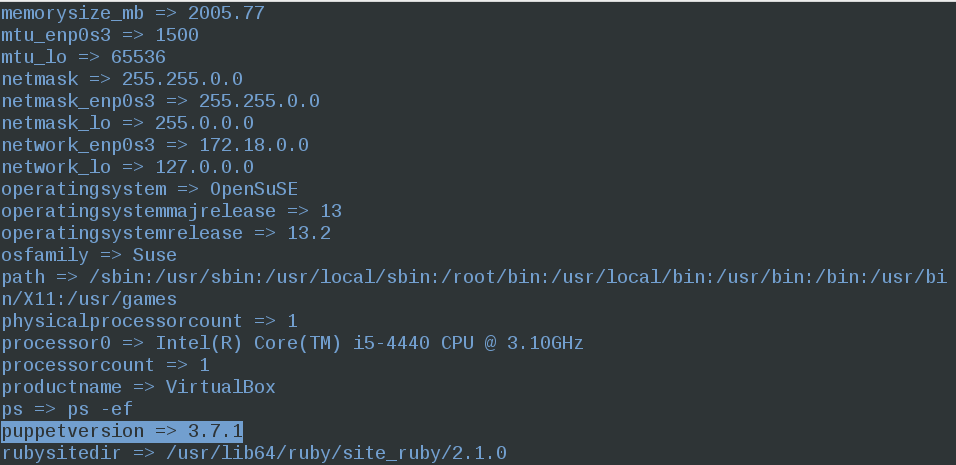 memorysize_mb => 2005.77
mtu_enp0s3 => 1500
mtu_lo => 65536
netmask => 255.255.0.0
netmask_enp0s3 => 255.255.0.0
netmask_lo => 255.0.0.0
network_enp0s3 => 172.18.0.0
network_lo => 127.0.0.0
operatingsystem => OpenSuSE
operatingsystemmajrelease => 13
operatingsystemrelease => 13.2
osfamily => Suse
path => /sbin:/usr/sbin:/usr/local/sbin:/root/bin:/usr/local/bin:/usr/bin:/bin:/usr/bi
n/X11:/usr/games
physicalprocessorcount => 1
processor0 => Intel(R) Core(TM) i5-4440 CPU @ 3.10GHz
processorcount => 1
productname => VirtualBox
ps => ps -ef
puppetversion => 3.7.1
rubysitedir => /usr/lib64/ruby/site_ruby/2.1.0